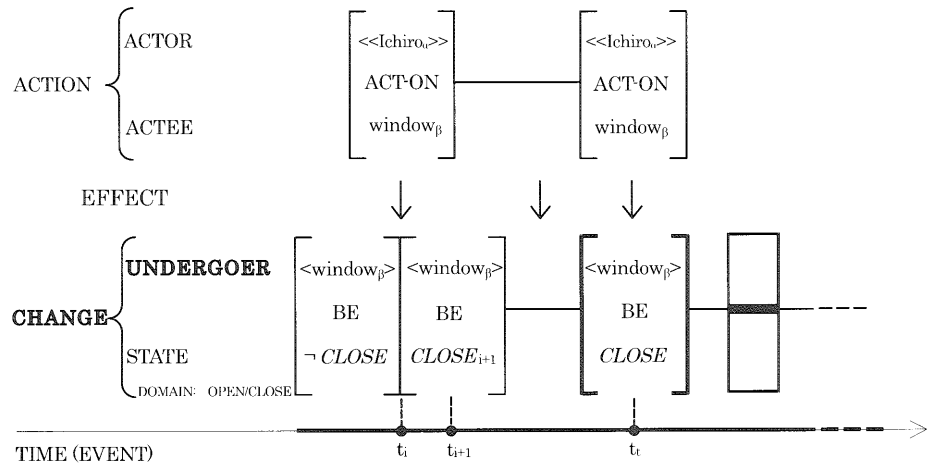 ACTOR <<Ichiroα>> <<Ichiroα>>
ACTION ACT-ON ACT-ON
ACTEE windowβ windowβ
EFFECT
UNDERGOER <windowβ> <windowβ> <windowβ>
CHANGE BE BE BE
STATE ¬ CLOSE CLOSEi+1 CLOSE
DOMAIN: OPEN/CLOSE
TIME (EVENT) ti ti+1 tt